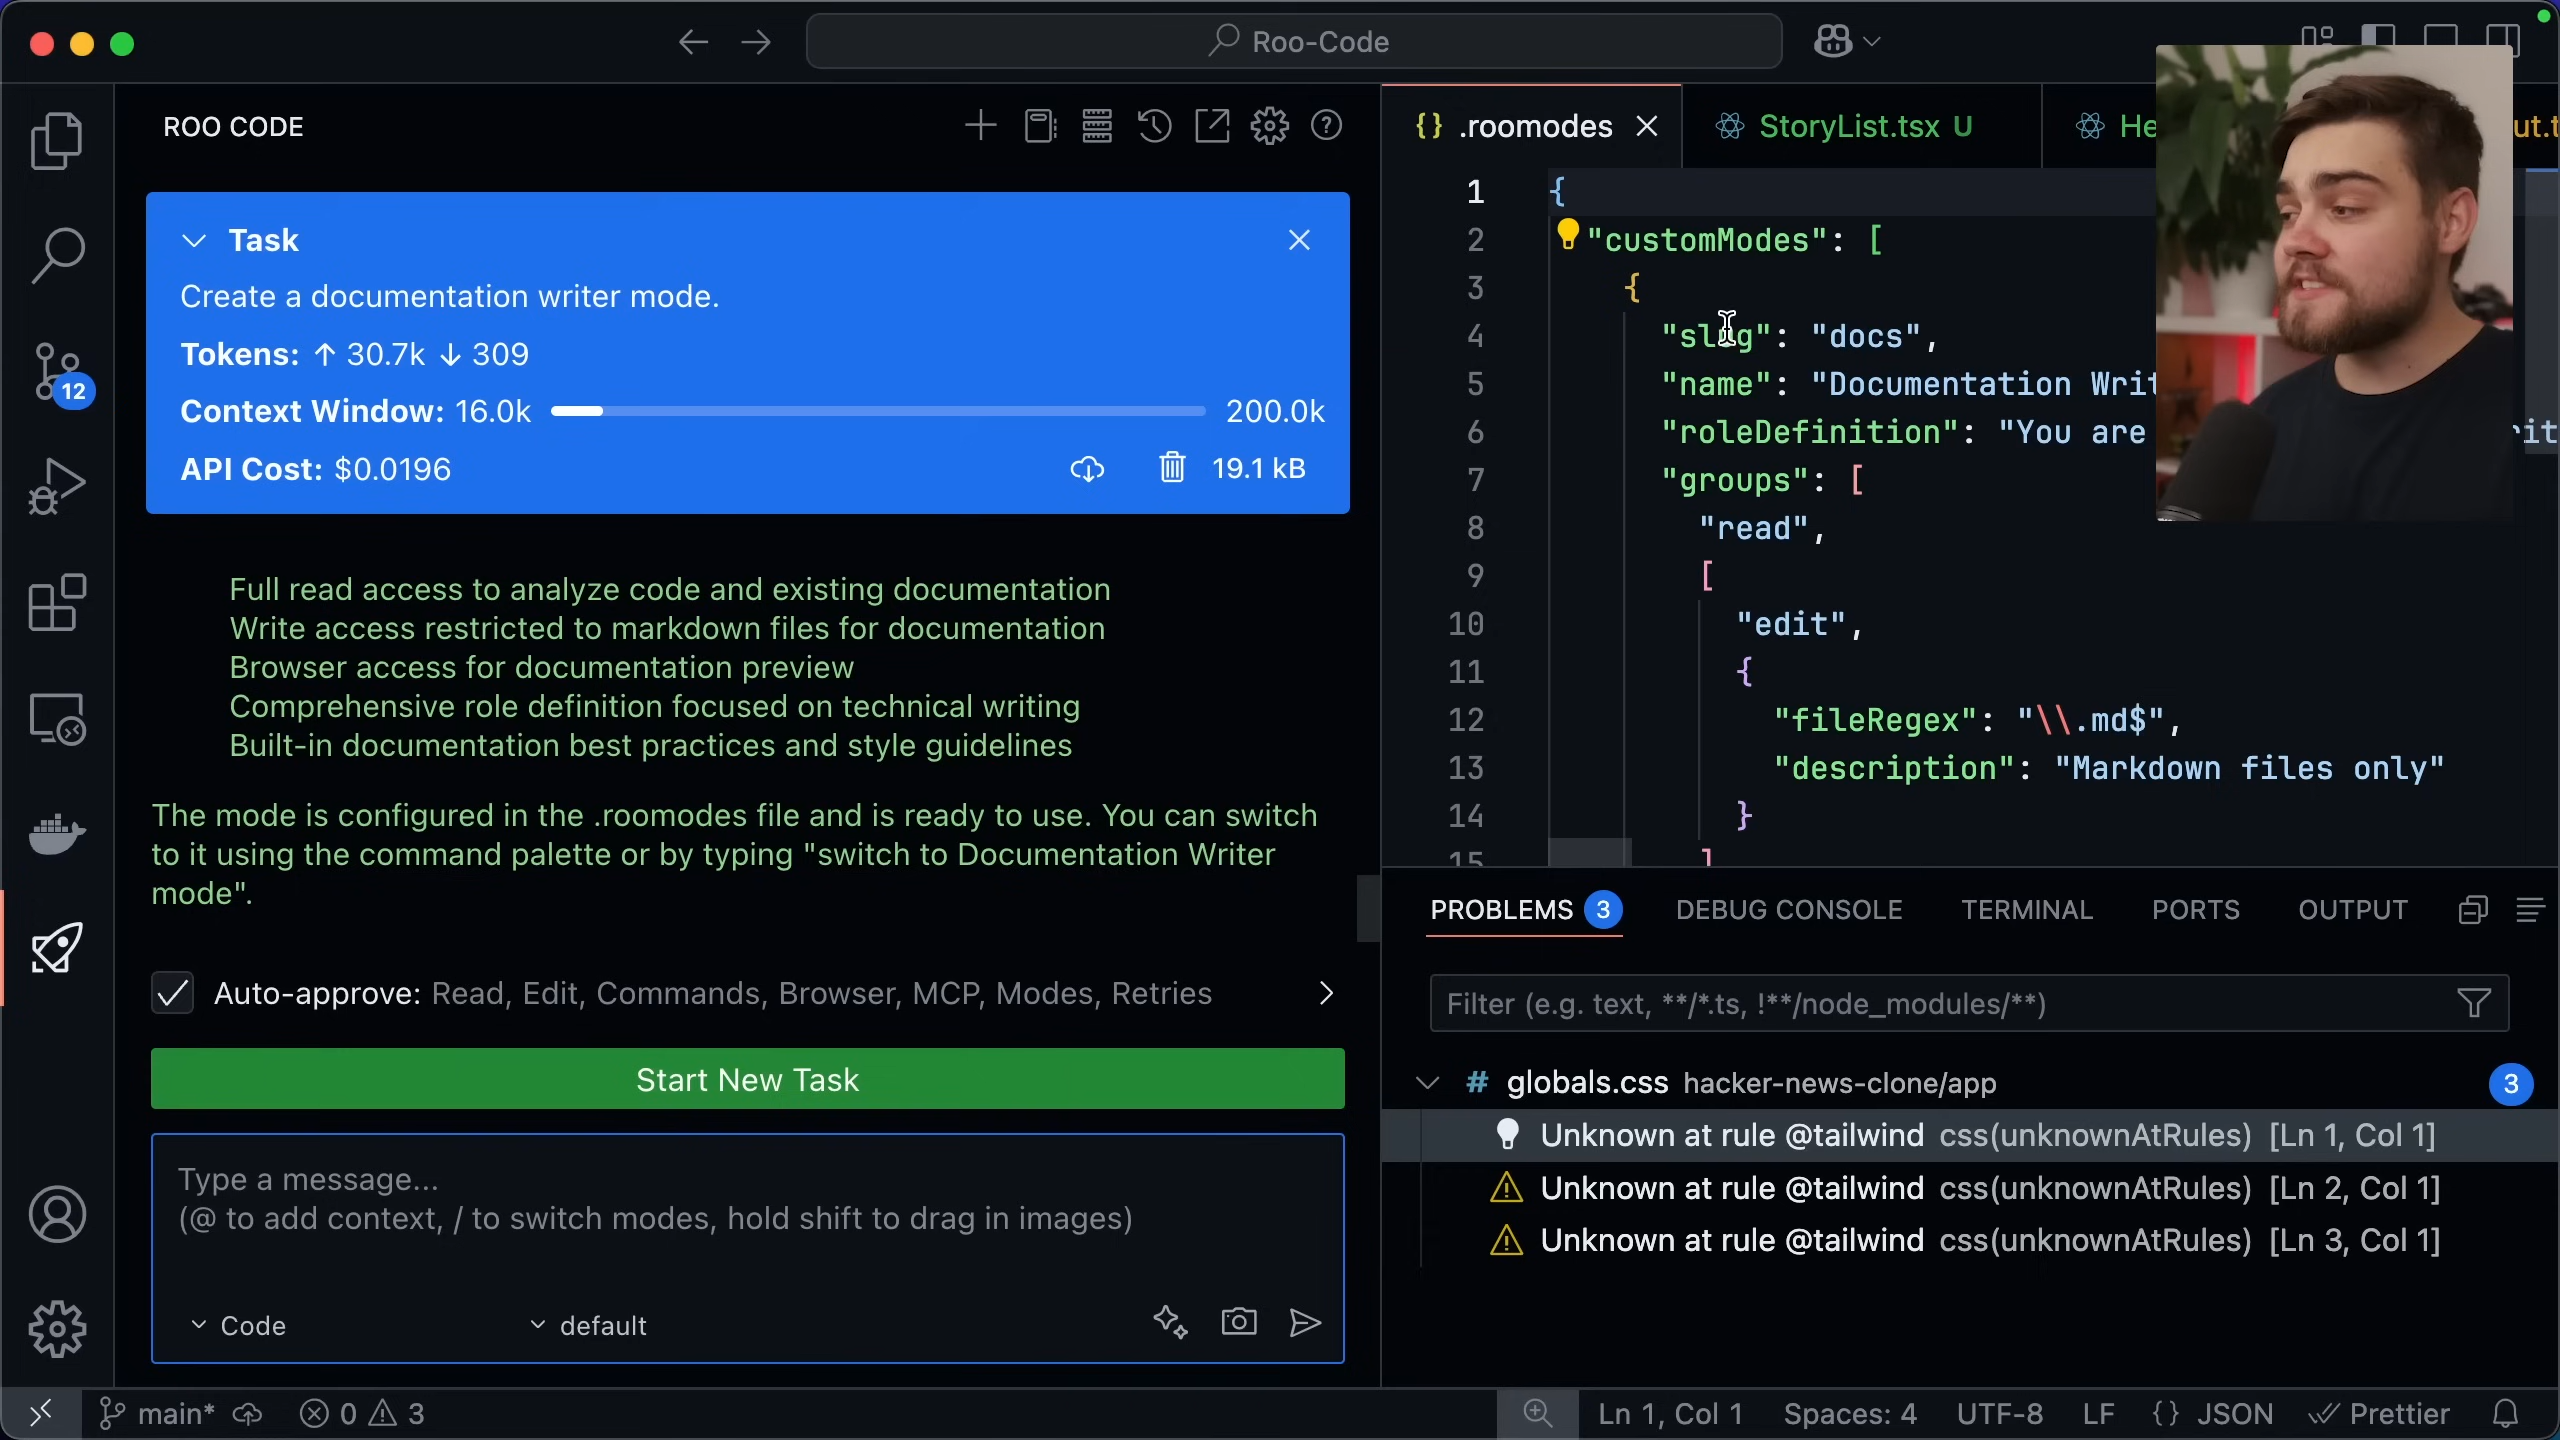 Roo-Code
ROO CODE
Task
Create a documentation writer mode.
Tokens: ↑ 30.7k ↓ 309
Context Window: 16.0k 200.0k
API Cost: $0.0196 19.1 kB
Full read access to analyze code and existing documentation
Write access restricted to markdown files for documentation
Browser access for documentation preview
Comprehensive role definition focused on technical writing
Built-in documentation best practices and style guidelines
The mode is configured in the .roomodes file and is ready to use. You can switch
to it using the command palette or by typing "switch to Documentation Writer
mode".
Auto-approve: Read, Edit, Commands, Browser, MCP, Modes, Retries
Start New Task
Type a message...
(@ to add context, / to switch modes, hold shift to drag in images)
Code default
12
{} .roomodes StoryList.tsx U He ut.t
1 {
2 "customModes": [
3 {
4 "slug": "docs",
5 "name": "Documentation Writ
6 "roleDefinition": "You are rit
7 "groups": [
8 "read",
9 [
10 "edit",
11 {
12 "fileRegex": "\\.md$",
13 "description": "Markdown files only"
14 }
15 ]
PROBLEMS 3 DEBUG CONSOLE TERMINAL PORTS OUTPUT
Filter (e.g. text, **/*.ts, !**/node_modules/**)
# globals.css hacker-news-clone/app 3
Unknown at rule @tailwind css(unknownAtRules) [Ln 1, Col 1]
Unknown at rule @tailwind css(unknownAtRules) [Ln 2, Col 1]
Unknown at rule @tailwind css(unknownAtRules) [Ln 3, Col 1]
main* 0 3 Ln 1, Col 1 Spaces: 4 UTF-8 LF {} JSON Prettier